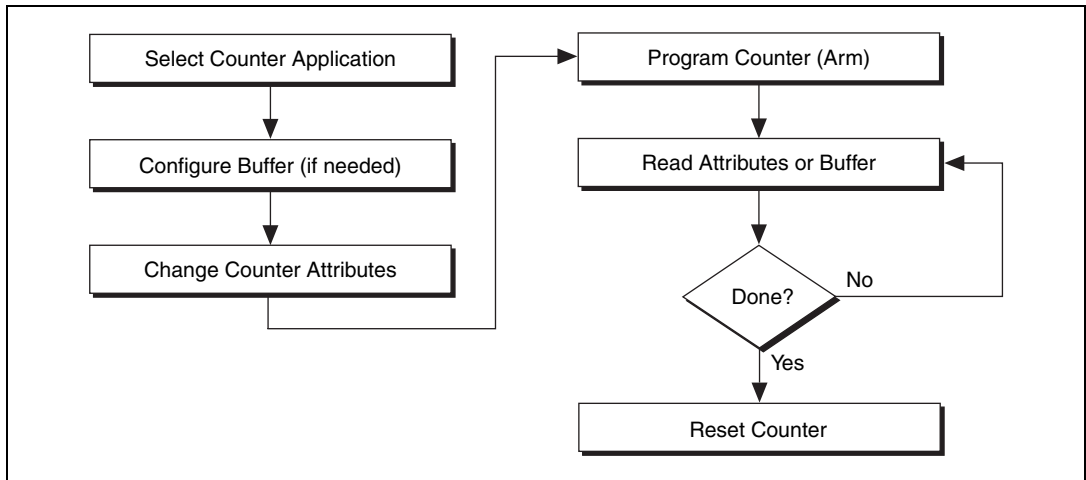 Select Counter Application
Configure Buffer (if needed)
Change Counter Attributes
Program Counter (Arm)
Read Attributes or Buffer
Done?
No
Yes
Reset Counter